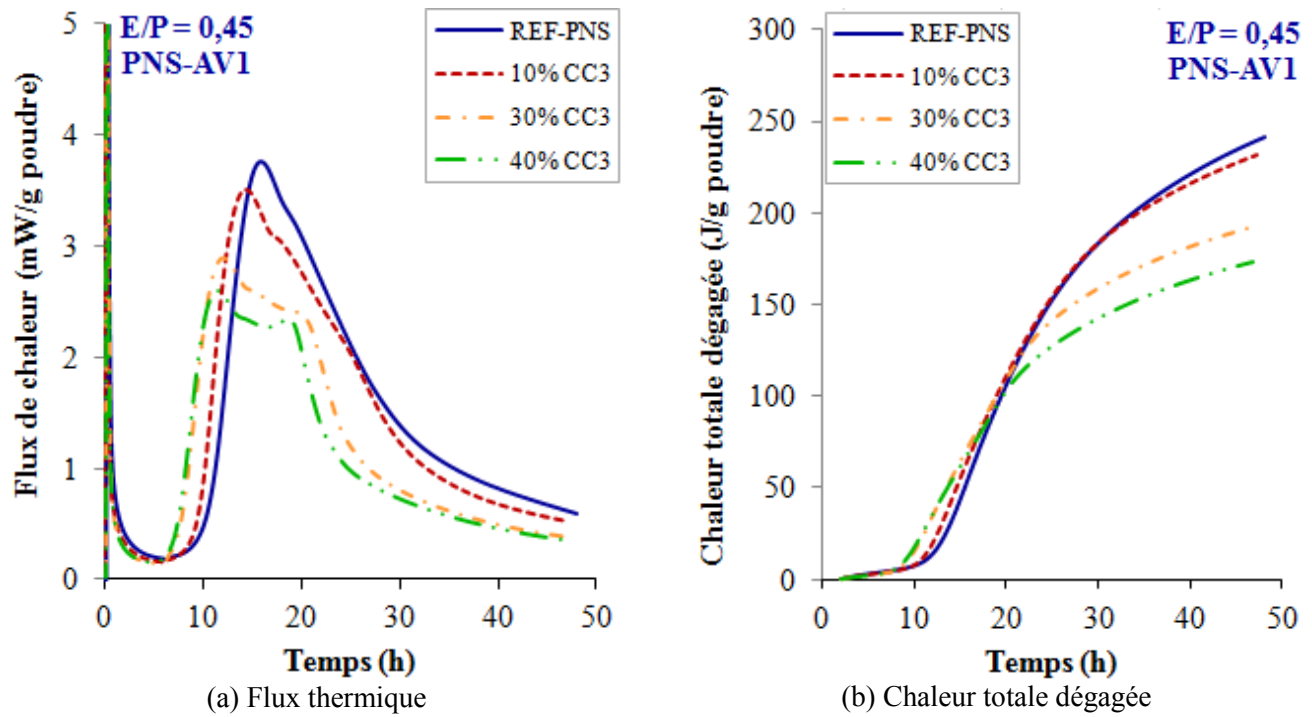 E/P = 0,45
PNS-AV1
REF-PNS
10% CC3
30% CC3
40% CC3
Flux de chaleur (mW/g poudre)
5
4
3
2
1
0
0 10 20 30 40 50
Temps (h)
(a) Flux thermique
E/P = 0,45
PNS-AV1
REF-PNS
10% CC3
30% CC3
40% CC3
Chaleur totale dégagée (J/g poudre)
300
250
200
150
100
50
0
0 10 20 30 40 50
Temps (h)
(b) Chaleur totale dégagée